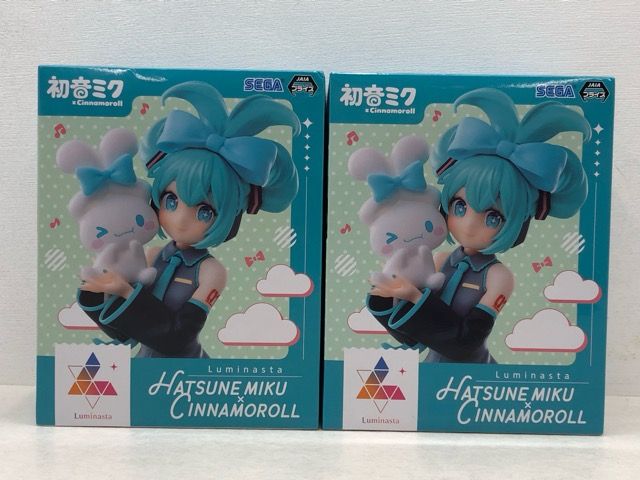 初音ミク
×Cinnamoroll
SEGA
JAIA
プライズ
Luminasta
HATSUNE MIKU
×
CINNAMOROLL
Luminasta
初音ミク
×Cinnamoroll
SEGA
JAIA
プライズ
Luminasta
HATSUNE MIKU
×
CINNAMOROLL
Luminasta